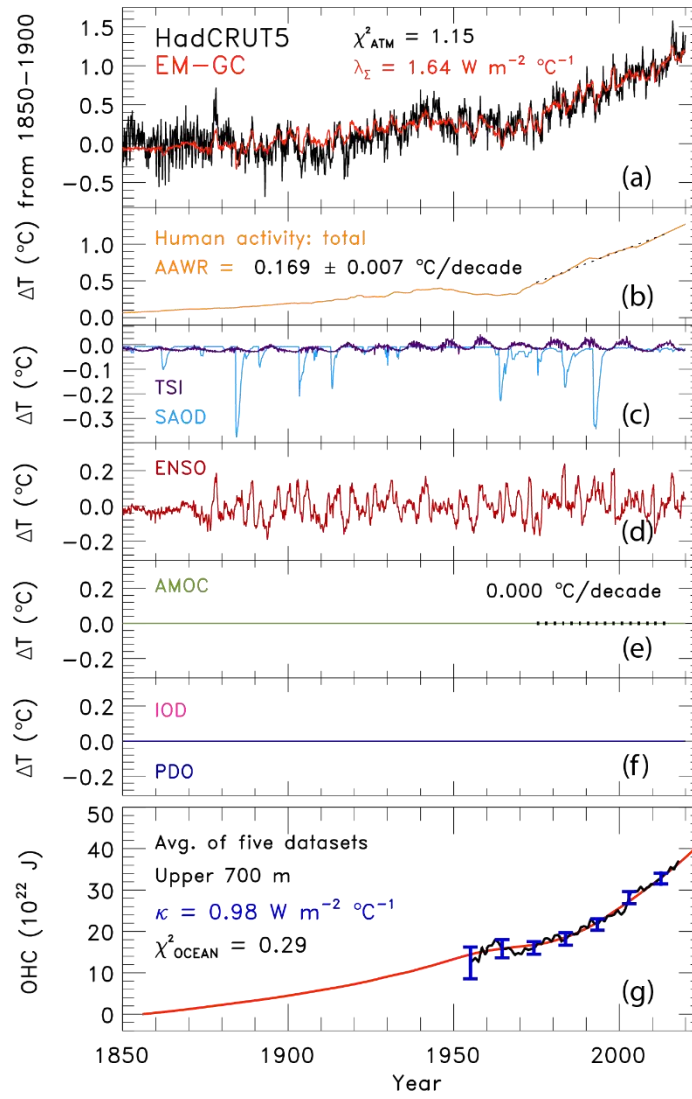 HadCRUT5
χ²ATM = 1.15
EM−GC
λΣ = 1.64 W m⁻² °C⁻¹
1.5
1.0
0.5
0.0
−0.5
(a)
ΔT (°C) from 1850−1900
Human activity: total
AAWR = 0.169 ± 0.007 °C/decade
1.0
0.5
0.0
(b)
ΔT (°C)
0.0
−0.1
−0.2
−0.3
TSI
SAOD
(c)
ΔT (°C)
ENSO
0.2
0.0
−0.2
(d)
ΔT (°C)
AMOC
0.000 °C/decade
0.2
0.0
−0.2
(e)
ΔT (°C)
IOD
0.2
0.0
−0.2
PDO
(f)
OHC (10²² J)
50
40
30
20
10
0
Avg. of five datasets
Upper 700 m
κ = 0.98 W m⁻² °C⁻¹
χ²OCEAN = 0.29
(g)
1850
1900
1950
2000
Year